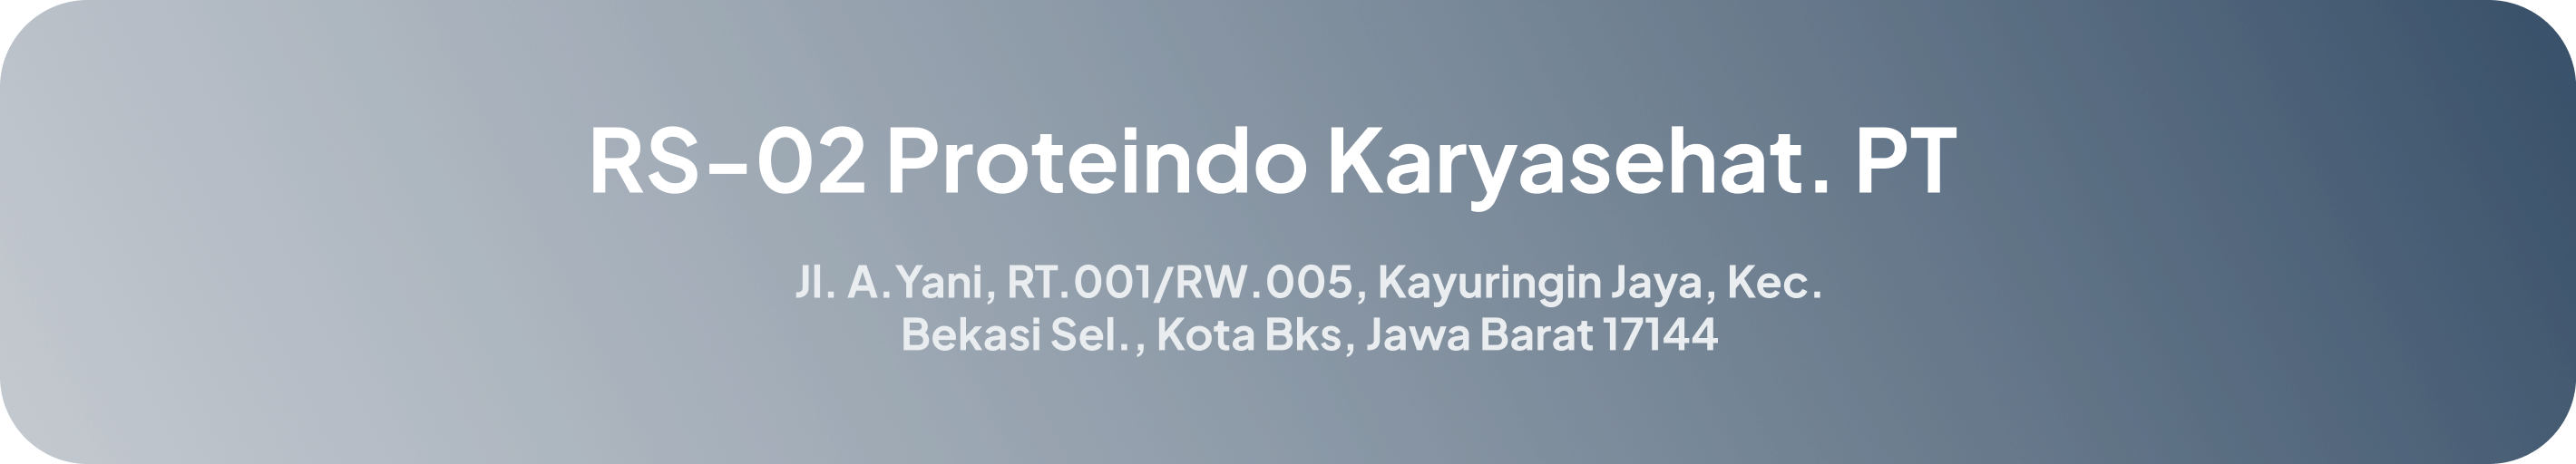 RS-02 Proteindo Karyasehat. PT
Jl. A.Yani, RT.001/RW.005, Kayuringin Jaya, Kec.
Bekasi Sel., Kota Bks, Jawa Barat 17144